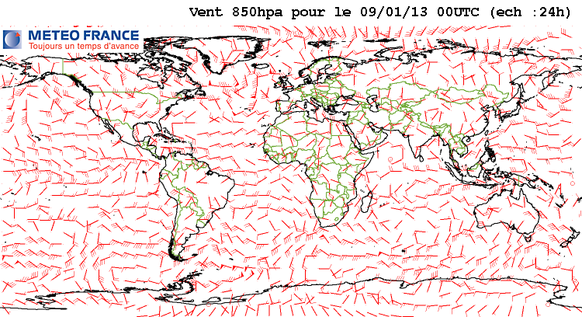 Vent 850hpa pour le 09/01/13 00UTC (ech :24h)
METEO FRANCE
Toujours un temps d'avance